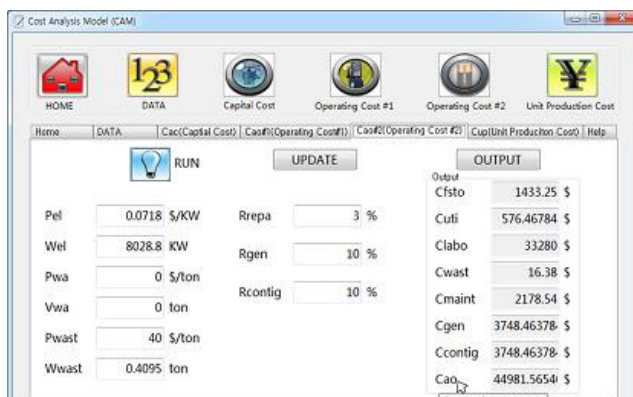 Cost Analysis Model (CAM)
123
¥
HOME DATA Capital Cost Operating Cost #1 Operating Cost #2 Unit Production Cost
Home DATA Cac(Captial Cost) Cao#1(Operating Cost#1) Cao#2(Operating Cost #2) Cup(Unit Produciton Cost) Help
RUN UPDATE OUTPUT
Output
Pel 0.0718 $/KW
Wel 8028.8 KW
Pwa 0 $/ton
Vwa 0 ton
Pwast 40 $/ton
Wwast 0.4095 ton
Rrepa 3 %
Rgen 10 %
Rcontig 10 %
Cfsto 1433.25 $
Cuti 576.46784 $
Clabo 33280 $
Cwast 16.38 $
Cmaint 2178.54 $
Cgen 3748.46378 $
Ccontig 3748.46378 $
Cao 44981.5654 $